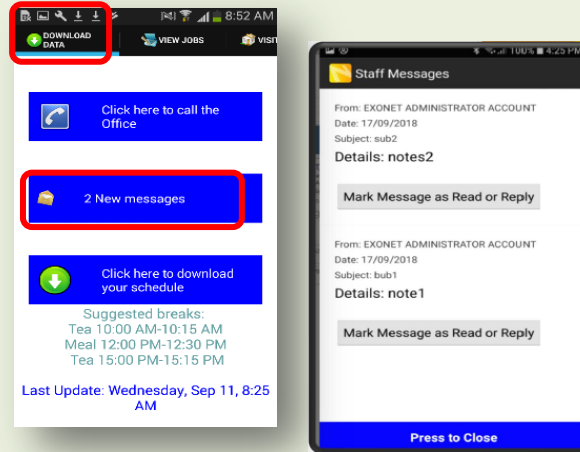 8:52 AM
DOWNLOAD
DATA
VIEW JOBS
VISIT
Click here to call the
Office
2 New messages
Click here to download
your schedule
Suggested breaks:
Tea 10:00 AM-10:15 AM
Meal 12:00 PM-12:30 PM
Tea 15:00 PM-15:15 PM
Last Update: Wednesday, Sep 11, 8:25
AM
100% 4:25 PM
Staff Messages
From: EXONET ADMINISTRATOR ACCOUNT
Date: 17/09/2018
Subject: sub2
Details: notes2
Mark Message as Read or Reply
From: EXONET ADMINISTRATOR ACCOUNT
Date: 17/09/2018
Subject: bub1
Details: note1
Mark Message as Read or Reply
Press to Close